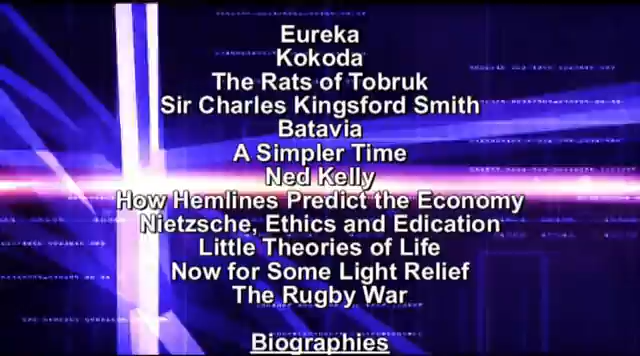 Eureka
Kokoda
The Rats of Tobruk
Sir Charles Kingsford Smith
Batavia
A Simpler Time
Ned Kelly
How Hemlines Predict the Economy
Nietzsche, Ethics and Edication
Little Theories of Life
Now for Some Light Relief
The Rugby War
Biographies